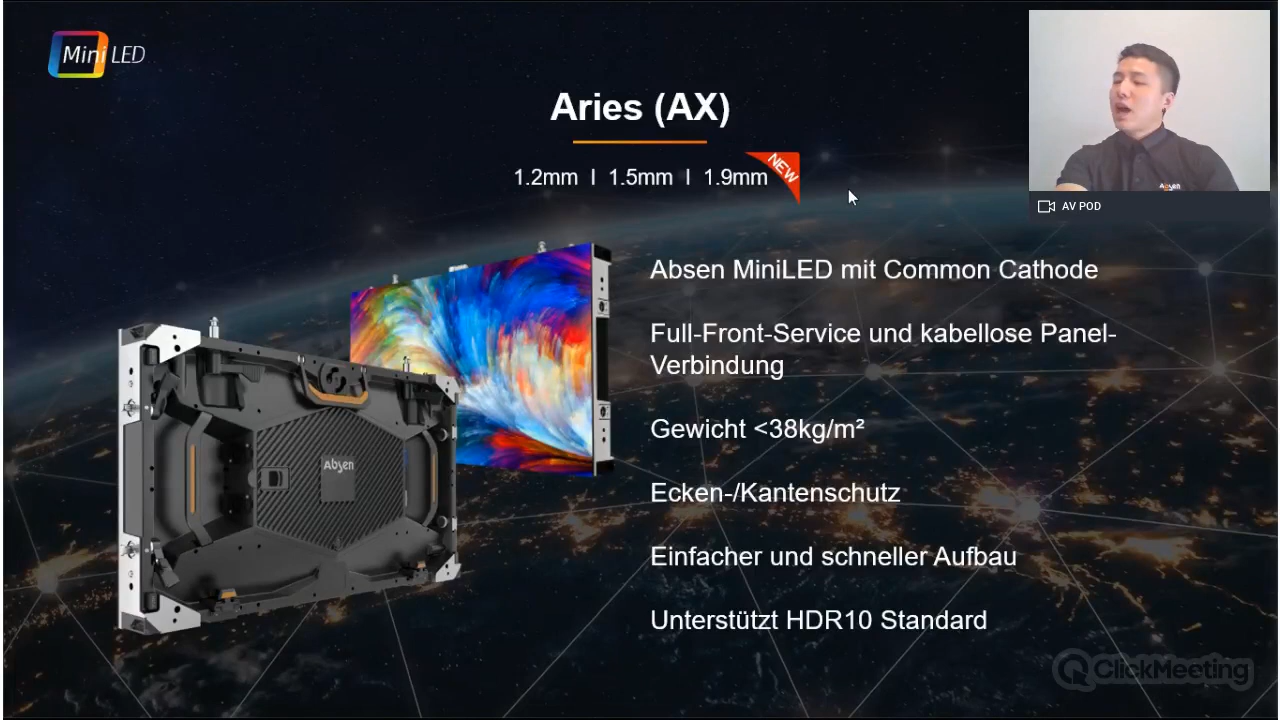 Mini LED
Aries (AX)
1.2mm I 1.5mm I 1.9mm
NEW
Absen
AV POD
Absen MiniLED mit Common Cathode
Full-Front-Service und kabellose Panel-
Verbindung
Gewicht <38kg/m²
Absen
Ecken-/Kantenschutz
Einfacher und schneller Aufbau
Unterstützt HDR10 Standard
ClickMeeting